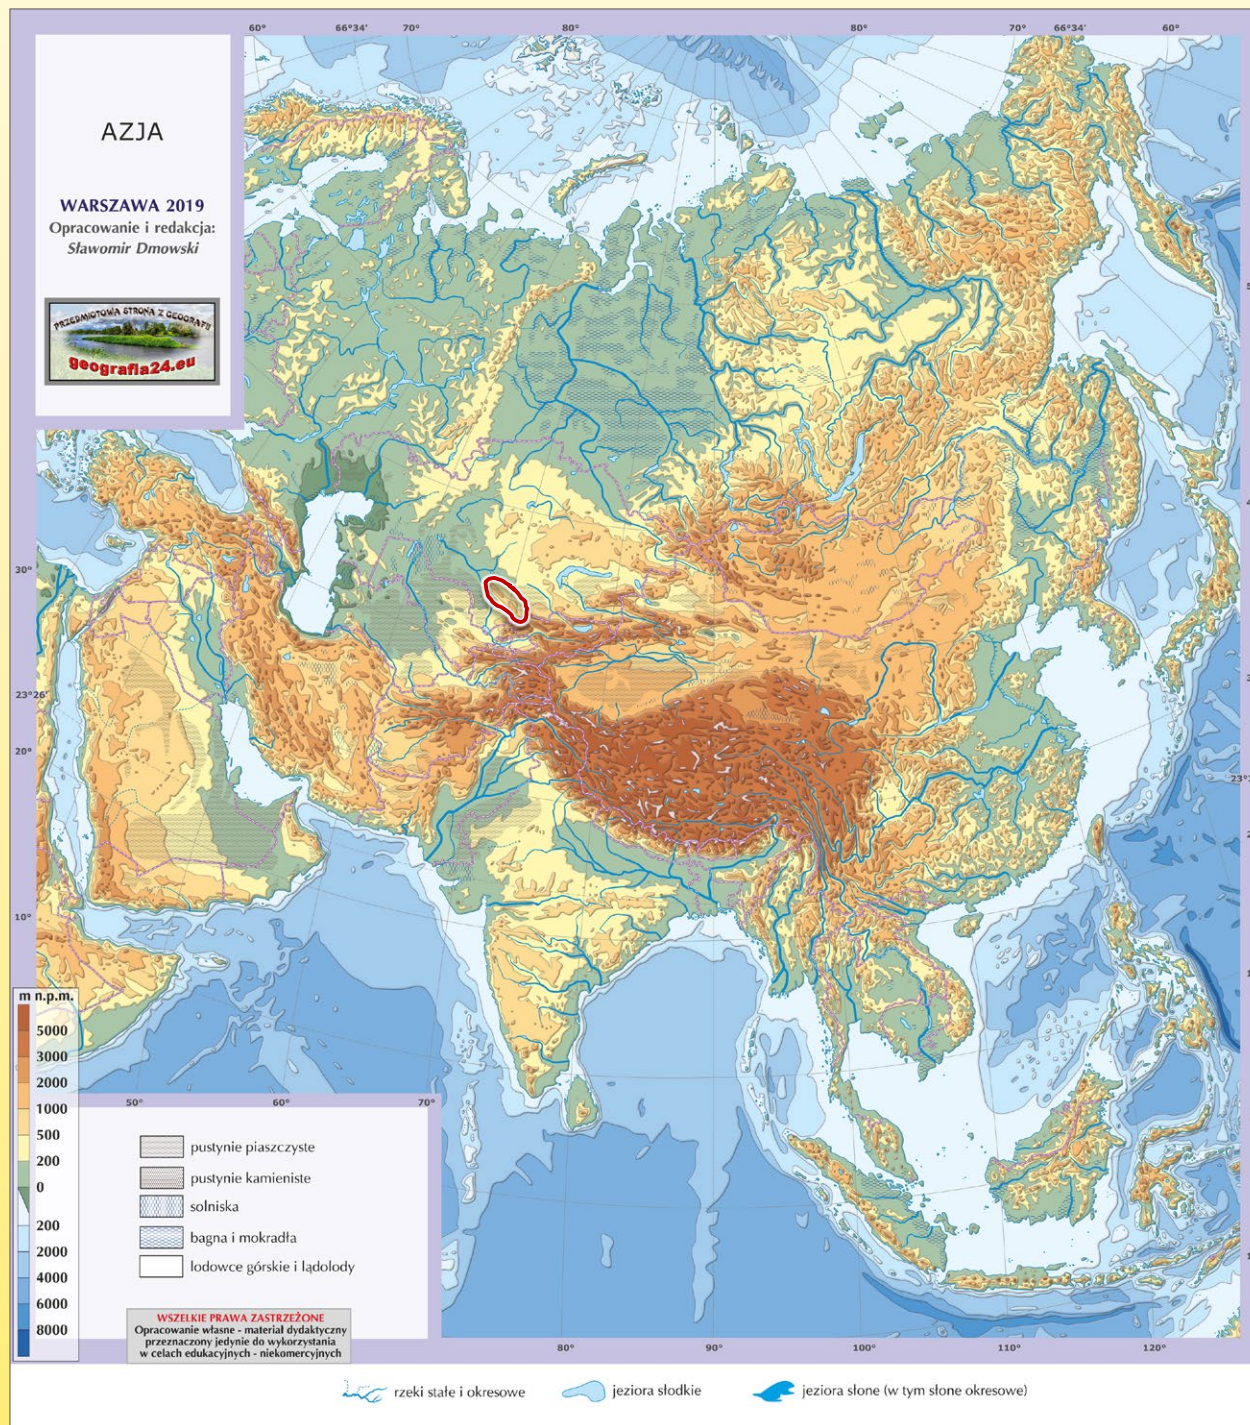 60° 66°34' 70° 80° 80° 70° 66°34' 60°
AZJA
WARSZAWA 2019
Opracowanie i redakcja:
Sławomir Dmowski
PRZEDMIOTOWA STRONA Z GEOGRAFII
geografia24.eu
30°
23°26'
20°
10°
m n.p.m.
5000
3000
2000
1000
500
200
0
200
2000
4000
6000
8000
50° 60° 70°
pustynie piaszczyste
pustynie kamieniste
solniska
bagna i mokradła
lodowce górskie i lądolody
WSZELKIE PRAWA ZASTRZEŻONE
Opracowanie własne - materiał dydaktyczny
przeznaczony jedynie do wykorzystania
w celach edukacyjnych - niekomercyjnych
80° 90° 100° 110° 120°
rzeki stałe i okresowe jeziora słodkie jeziora słone (w tym słone okresowe)